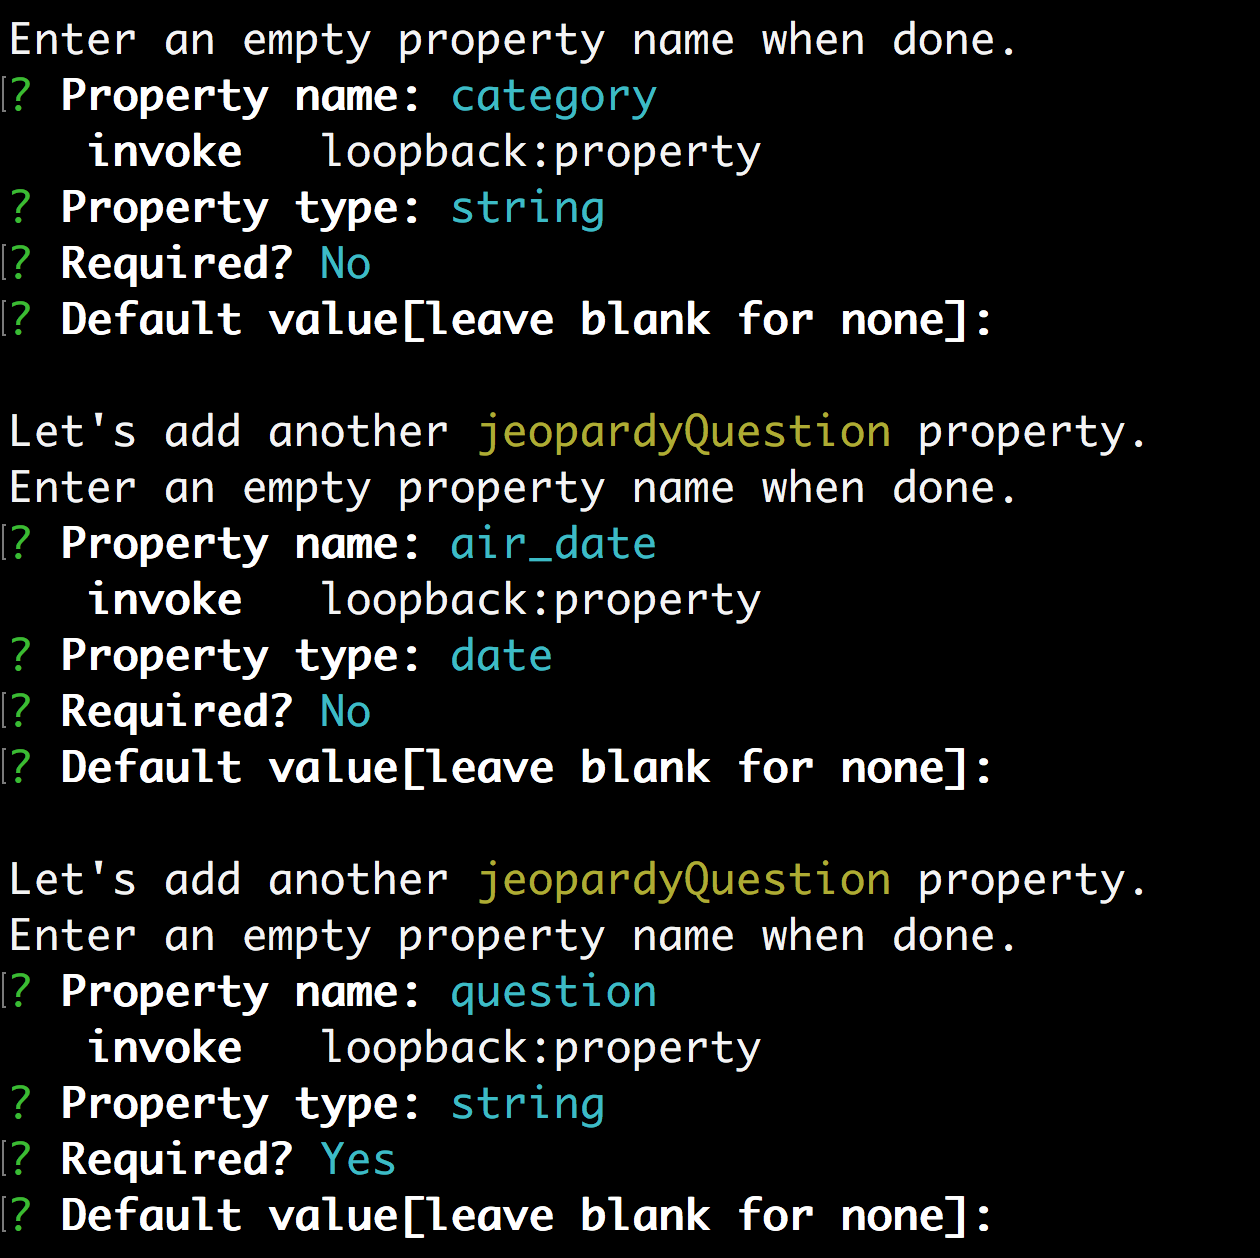 Enter an empty property name when done.
[? Property name: category
invoke loopback:property
? Property type: string
[? Required? No
[? Default value[leave blank for none]:
Let's add another jeopardyQuestion property.
Enter an empty property name when done.
[? Property name: air_date
invoke loopback:property
? Property type: date
[? Required? No
[? Default value[leave blank for none]:
Let's add another jeopardyQuestion property.
Enter an empty property name when done.
[? Property name: question
invoke loopback:property
? Property type: string
[? Required? Yes
[? Default value[leave blank for none]: